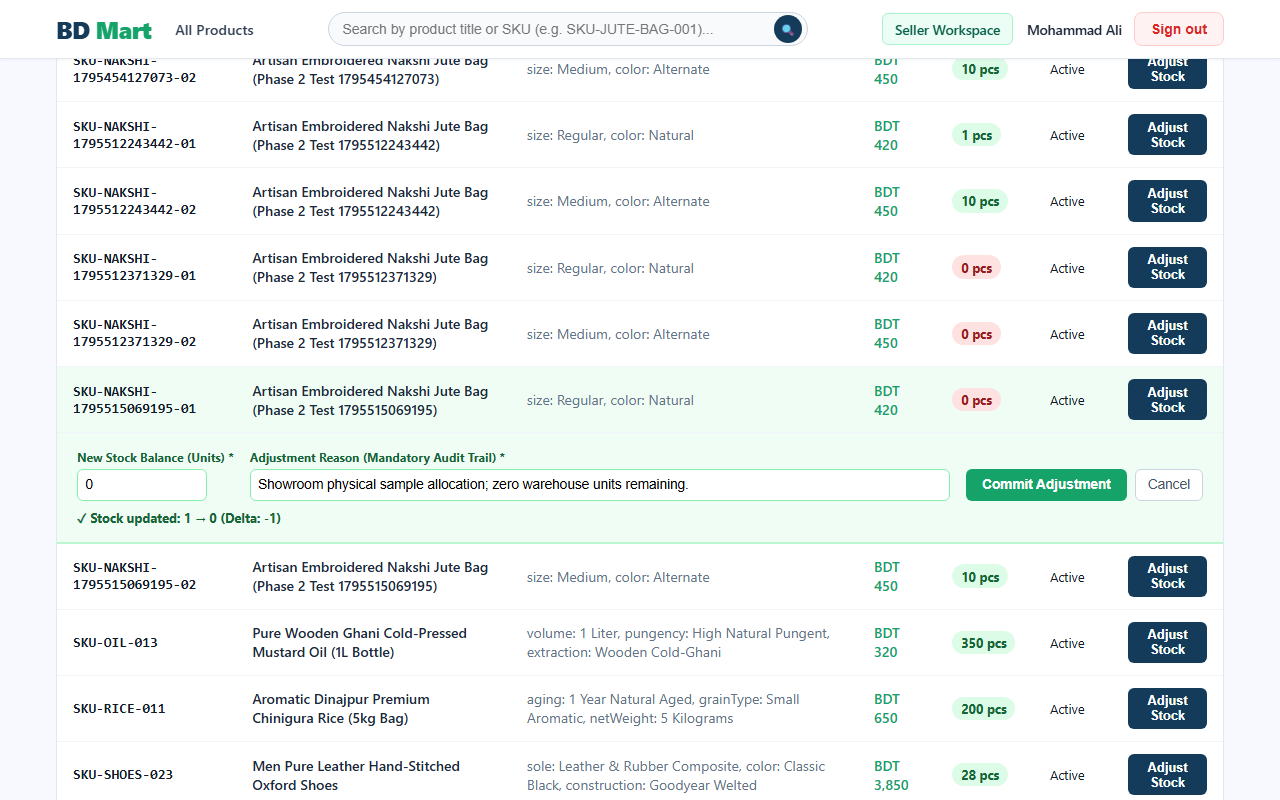 BD Mart
All Products
Search by product title or SKU (e.g. SKU-JUTE-BAG-001)...
Seller Workspace
Mohammad Ali
Sign out
SKU-NAKSHI-
1795454127073-02
Artisan Embroidered Nakshi Jute Bag
(Phase 2 Test 1795454127073)
size: Medium, color: Alternate
BDT
450
10 pcs
Active
Adjust
Stock
SKU-NAKSHI-
1795512243442-01
Artisan Embroidered Nakshi Jute Bag
(Phase 2 Test 1795512243442)
size: Regular, color: Natural
BDT
420
1 pcs
Active
Adjust
Stock
SKU-NAKSHI-
1795512243442-02
Artisan Embroidered Nakshi Jute Bag
(Phase 2 Test 1795512243442)
size: Medium, color: Alternate
BDT
450
10 pcs
Active
Adjust
Stock
SKU-NAKSHI-
1795512371329-01
Artisan Embroidered Nakshi Jute Bag
(Phase 2 Test 1795512371329)
size: Regular, color: Natural
BDT
420
0 pcs
Active
Adjust
Stock
SKU-NAKSHI-
1795512371329-02
Artisan Embroidered Nakshi Jute Bag
(Phase 2 Test 1795512371329)
size: Medium, color: Alternate
BDT
450
0 pcs
Active
Adjust
Stock
SKU-NAKSHI-
1795515069195-01
Artisan Embroidered Nakshi Jute Bag
(Phase 2 Test 1795515069195)
size: Regular, color: Natural
BDT
420
0 pcs
Active
Adjust
Stock
New Stock Balance (Units) *
Adjustment Reason (Mandatory Audit Trail) *
0
Showroom physical sample allocation; zero warehouse units remaining.
Commit Adjustment
Cancel
✓ Stock updated: 1 → 0 (Delta: -1)
SKU-NAKSHI-
1795515069195-02
Artisan Embroidered Nakshi Jute Bag
(Phase 2 Test 1795515069195)
size: Medium, color: Alternate
BDT
450
10 pcs
Active
Adjust
Stock
SKU-OIL-013
Pure Wooden Ghani Cold-Pressed
Mustard Oil (1L Bottle)
volume: 1 Liter, pungency: High Natural Pungent,
extraction: Wooden Cold-Ghani
BDT
320
350 pcs
Active
Adjust
Stock
SKU-RICE-011
Aromatic Dinajpur Premium
Chinigura Rice (5kg Bag)
aging: 1 Year Natural Aged, grainType: Small
Aromatic, netWeight: 5 Kilograms
BDT
650
200 pcs
Active
Adjust
Stock
SKU-SHOES-023
Men Pure Leather Hand-Stitched
Oxford Shoes
sole: Leather & Rubber Composite, color: Classic
Black, construction: Goodyear Welted
BDT
3,850
28 pcs
Active
Adjust
Stock